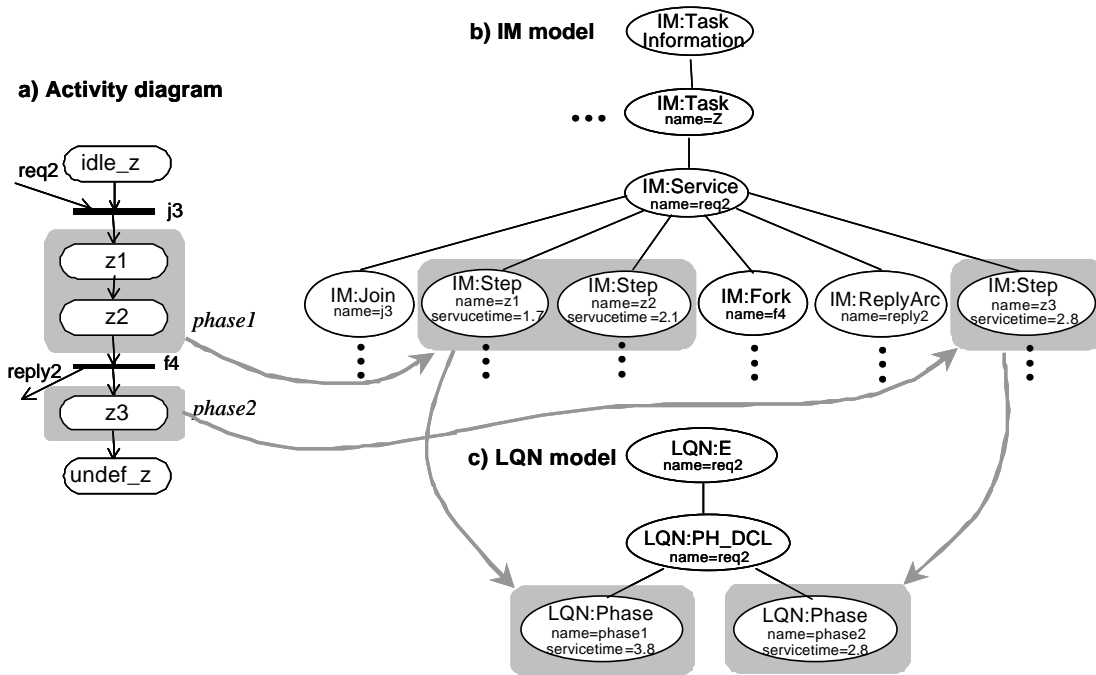 a) Activity diagram
idle_z
req2
j3
z1
z2
phase1
f4
reply2
z3
phase2
undef_z
b) IM model
IM:Task
Information
IM:Task
name=Z
IM:Service
name=req2
IM:Join
name=j3
IM:Step
name=z1
servucetime=1.7
IM:Step
name=z2
servucetime=2.1
IM:Fork
name=f4
IM:ReplyArc
name=reply2
IM:Step
name=z3
servicetime=2.8
c) LQN model
LQN:E
name=req2
LQN:PH_DCL
name=req2
LQN:Phase
name=phase1
servicetime=3.8
LQN:Phase
name=phase2
servicetime=2.8